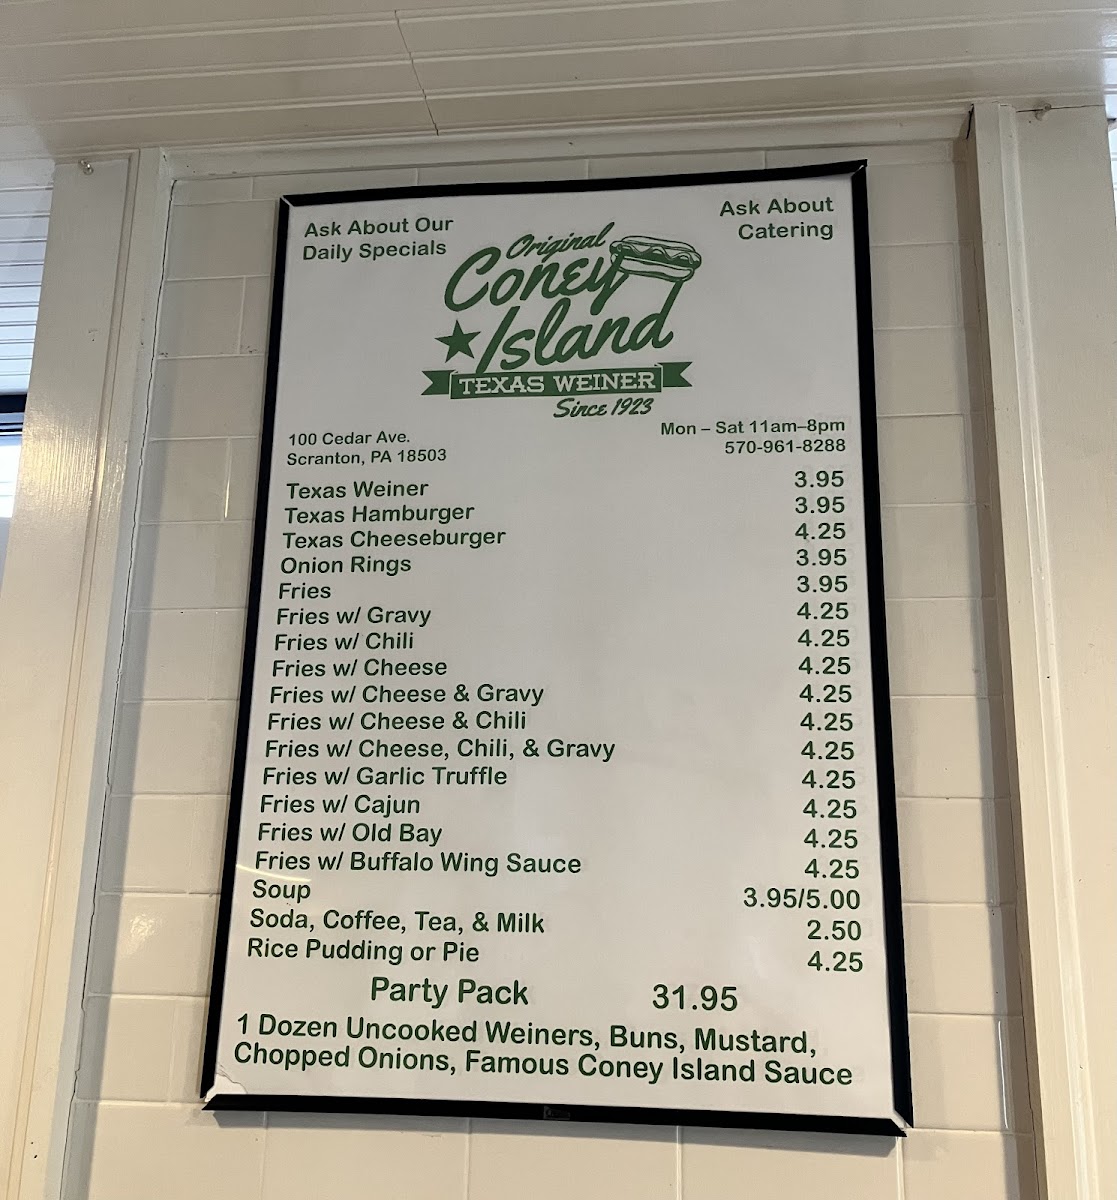 Ask About Our
Daily Specials
Ask About
Catering
Original
Coney
Island
TEXAS WEINER
Since 1923
100 Cedar Ave.
Scranton, PA 18503
Mon – Sat 11am–8pm
570-961-8288
Texas Weiner 3.95
Texas Hamburger 3.95
Texas Cheeseburger 4.25
Onion Rings 3.95
Fries 3.95
Fries w/ Gravy 4.25
Fries w/ Chili 4.25
Fries w/ Cheese 4.25
Fries w/ Cheese & Gravy 4.25
Fries w/ Cheese & Chili 4.25
Fries w/ Cheese, Chili, & Gravy 4.25
Fries w/ Garlic Truffle 4.25
Fries w/ Cajun 4.25
Fries w/ Old Bay 4.25
Fries w/ Buffalo Wing Sauce 4.25
Soup 3.95/5.00
Soda, Coffee, Tea, & Milk 2.50
Rice Pudding or Pie 4.25
Party Pack 31.95
1 Dozen Uncooked Weiners, Buns, Mustard,
Chopped Onions, Famous Coney Island Sauce